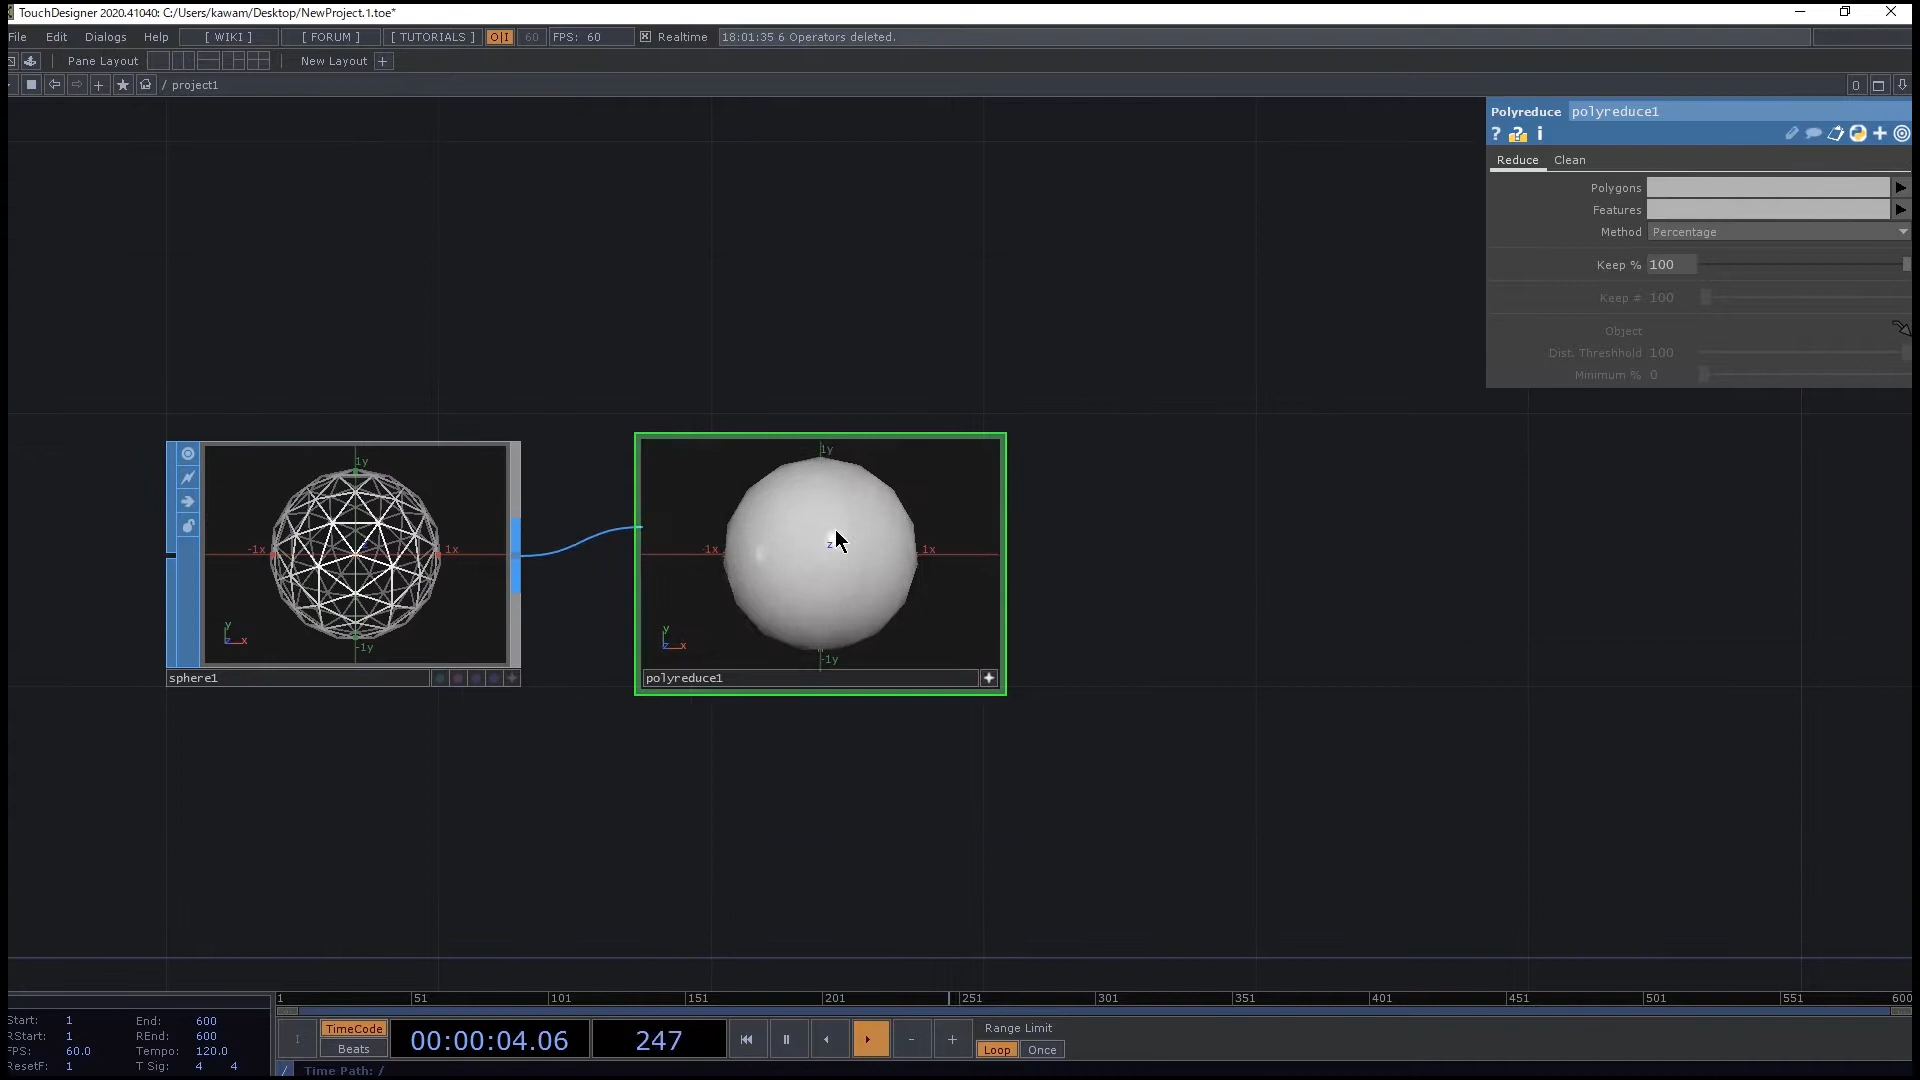 TouchDesigner 2020.41040: C:/Users/kawam/Desktop/NewProject.1.toe*
File Edit Dialogs Help [ WIKI ] [ FORUM ] [ TUTORIALS ] O|I 60 FPS: 60 Realtime 18:01:35 6 Operators deleted.
Pane Layout New Layout +
/ project1 0
Polyreduce polyreduce1
? ? i
Reduce Clean
Polygons
Features
Method Percentage
Keep % 100
Keep # 100
Object
Dist. Threshhold 100
Minimum % 0
1y
-1x 1x
z
-1y
y
z x
sphere1
1y
-1x 1x
z
-1y
y
z x
polyreduce1
1 51 101 151 201 251 301 351 401 451 501 551 600
Start: 1 End: 600
RStart: 1 REnd: 600
FPS: 60.0 Tempo: 120.0
ResetF: 1 T Sig: 4 4
I TimeCode
Beats
00:00:04.06 247 - +
Range Limit
Loop Once
/ Time Path: /